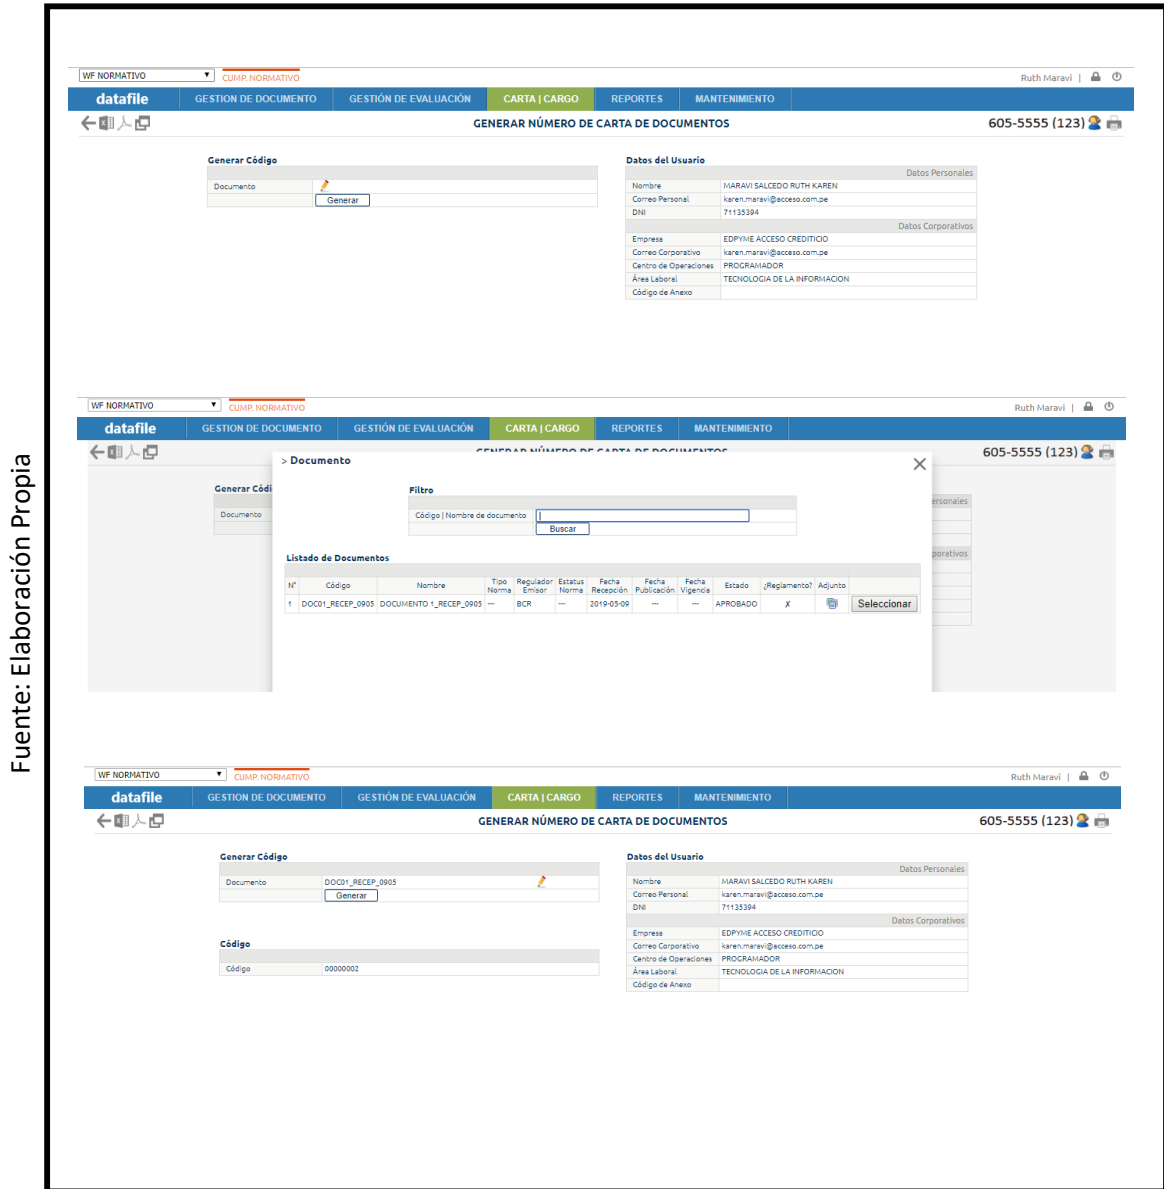 Fuente: Elaboración Propia
WF NORMATIVO CUMP. NORMATIVO Ruth Maravi |
datafile GESTION DE DOCUMENTO GESTIÓN DE EVALUACIÓN CARTA | CARGO REPORTES MANTENIMIENTO
GENERAR NÚMERO DE CARTA DE DOCUMENTOS 605-5555 (123)
Generar Código
Documento
Generar
Datos del Usuario
Datos Personales
Nombre MARAVI SALCEDO RUTH KAREN
Correo Personal karen.maravi@acceso.com.pe
DNI 71135394
Datos Corporativos
Empresa EDPYME ACCESO CREDITICIO
Correo Corporativo karen.maravi@acceso.com.pe
Centro de Operaciones PROGRAMADOR
Área Laboral TECNOLOGIA DE LA INFORMACION
Código de Anexo
WF NORMATIVO CUMP. NORMATIVO Ruth Maravi |
datafile GESTION DE DOCUMENTO GESTIÓN DE EVALUACIÓN CARTA | CARGO REPORTES MANTENIMIENTO
GENERAR NÚMERO DE CARTA DE DOCUMENTOS 605-5555 (123)
Generar Códi
Documento
ersonales
porativos
> Documento
Filtro
Código | Nombre de documento
Buscar
Listado de Documentos
N° Código Nombre Tipo Norma Regulador Emisor Estatus Norma Fecha Recepción Fecha Publicación Fecha Vigencia Estado ¿Reglamento? Adjunto
1 DOC01_RECEP_0905 DOCUMENTO 1_RECEP_0905 --- BCR --- 2019-05-09 --- --- APROBADO X Seleccionar
WF NORMATIVO CUMP. NORMATIVO Ruth Maravi |
datafile GESTION DE DOCUMENTO GESTIÓN DE EVALUACIÓN CARTA | CARGO REPORTES MANTENIMIENTO
GENERAR NÚMERO DE CARTA DE DOCUMENTOS 605-5555 (123)
Generar Código
Documento DOC01_RECEP_0905
Generar
Código
Código 00000002
Datos del Usuario
Datos Personales
Nombre MARAVI SALCEDO RUTH KAREN
Correo Personal karen.maravi@acceso.com.pe
DNI 71135394
Datos Corporativos
Empresa EDPYME ACCESO CREDITICIO
Correo Corporativo karen.maravi@acceso.com.pe
Centro de Operaciones PROGRAMADOR
Área Laboral TECNOLOGIA DE LA INFORMACION
Código de Anexo